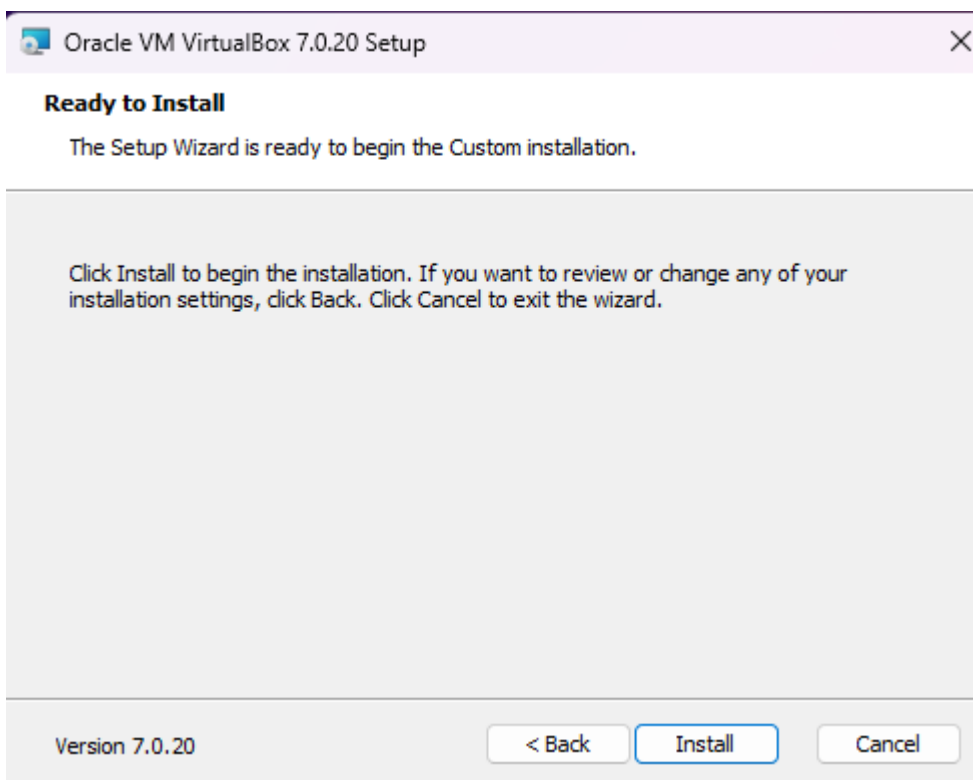 Oracle VM VirtualBox 7.0.20 Setup
Ready to Install
The Setup Wizard is ready to begin the Custom installation.
Click Install to begin the installation. If you want to review or change any of your
installation settings, click Back. Click Cancel to exit the wizard.
Version 7.0.20 < Back Install Cancel